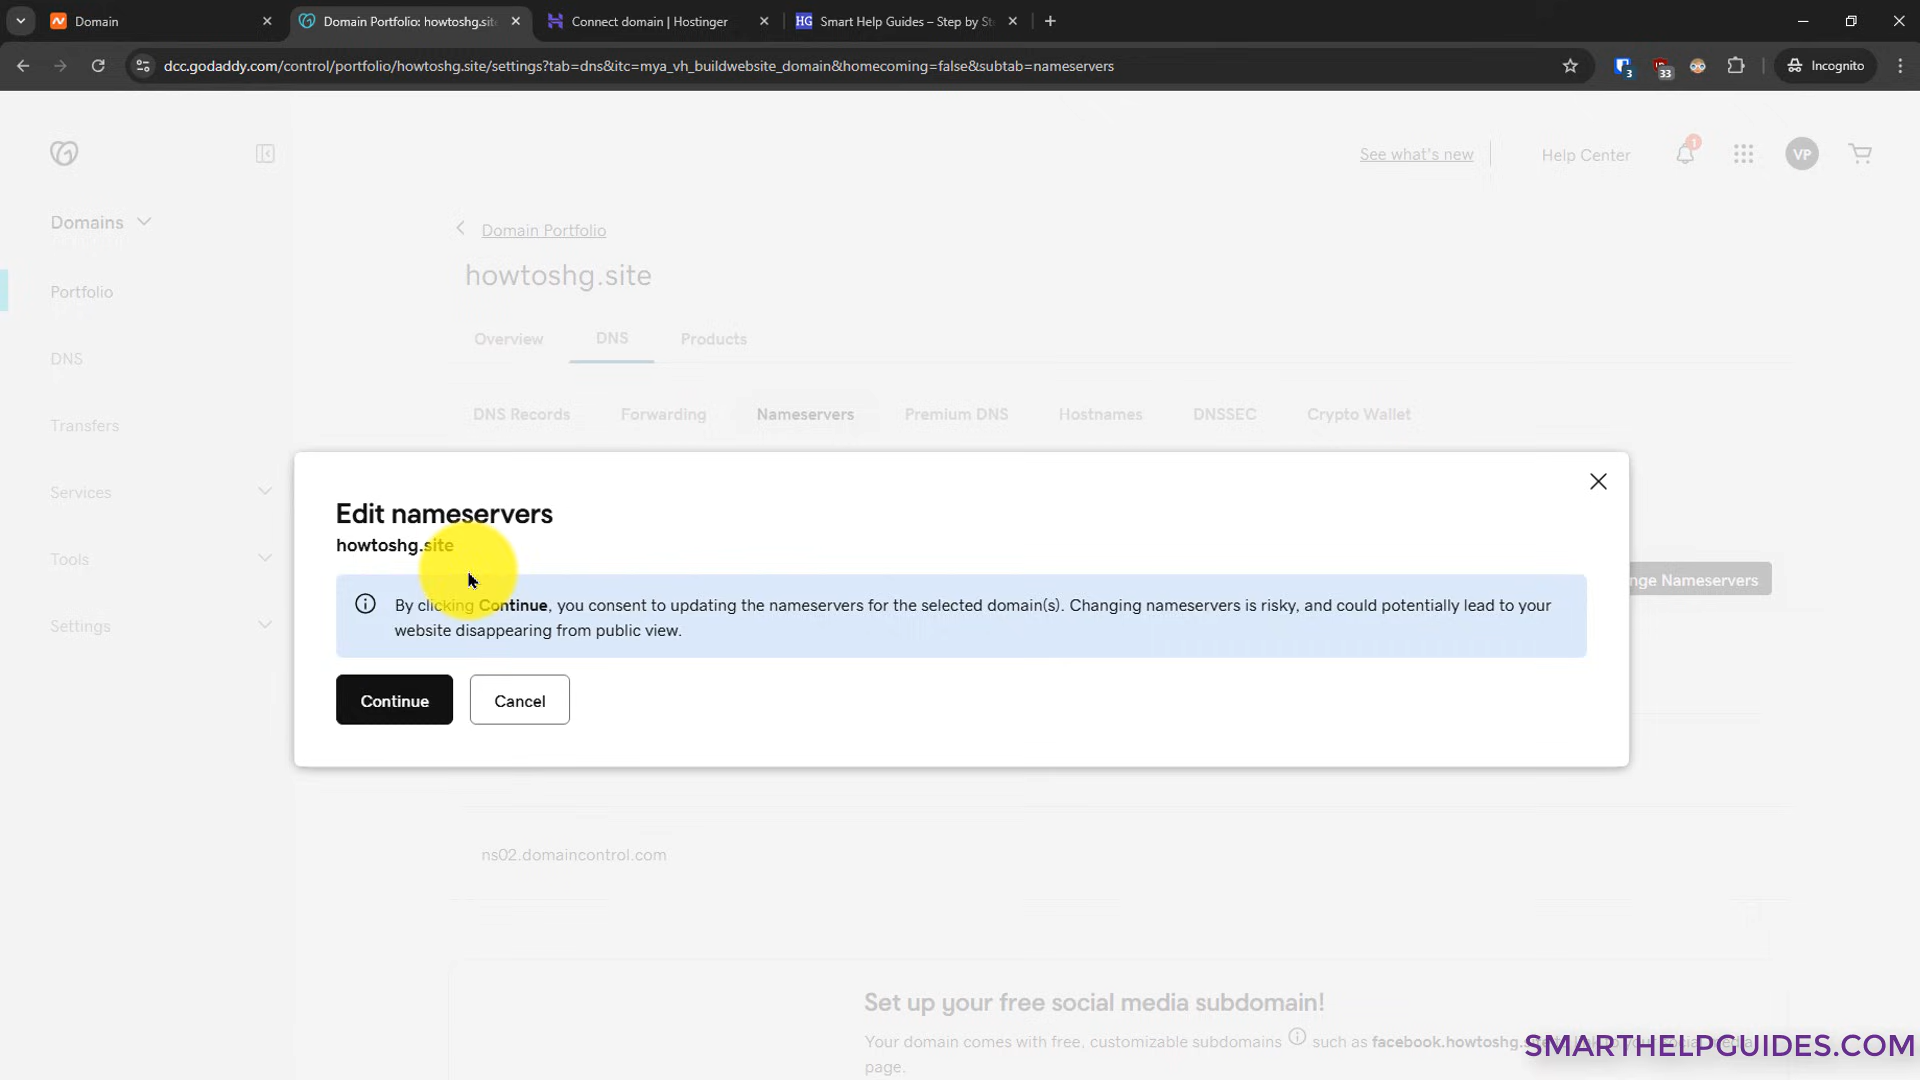 Domain
Domain Portfolio: howtoshg.sit
Connect domain | Hostinger
HG
Smart Help Guides – Step by St
dcc.godaddy.com/control/portfolio/howtoshg.site/settings?tab=dns&itc=mya_vh_buildwebsite_domain&homecoming=false&subtab=nameservers
3
33
Incognito
See what's new
Help Center
1
VP
Domains
Portfolio
DNS
Transfers
Services
Tools
Settings
Domain Portfolio
howtoshg.site
Overview
DNS
Products
DNS Records
Forwarding
Nameservers
Premium DNS
Hostnames
DNSSEC
Crypto Wallet
Edit nameservers
howtoshg.site
nge Nameservers
By clicking Continue, you consent to updating the nameservers for the selected domain(s). Changing nameservers is risky, and could potentially lead to your
website disappearing from public view.
Continue
Cancel
ns02.domaincontrol.com
Set up your free social media subdomain!
Your domain comes with free, customizable subdomains such as facebook.howtoshg.
page.
SMARTHELPGUIDES.COM